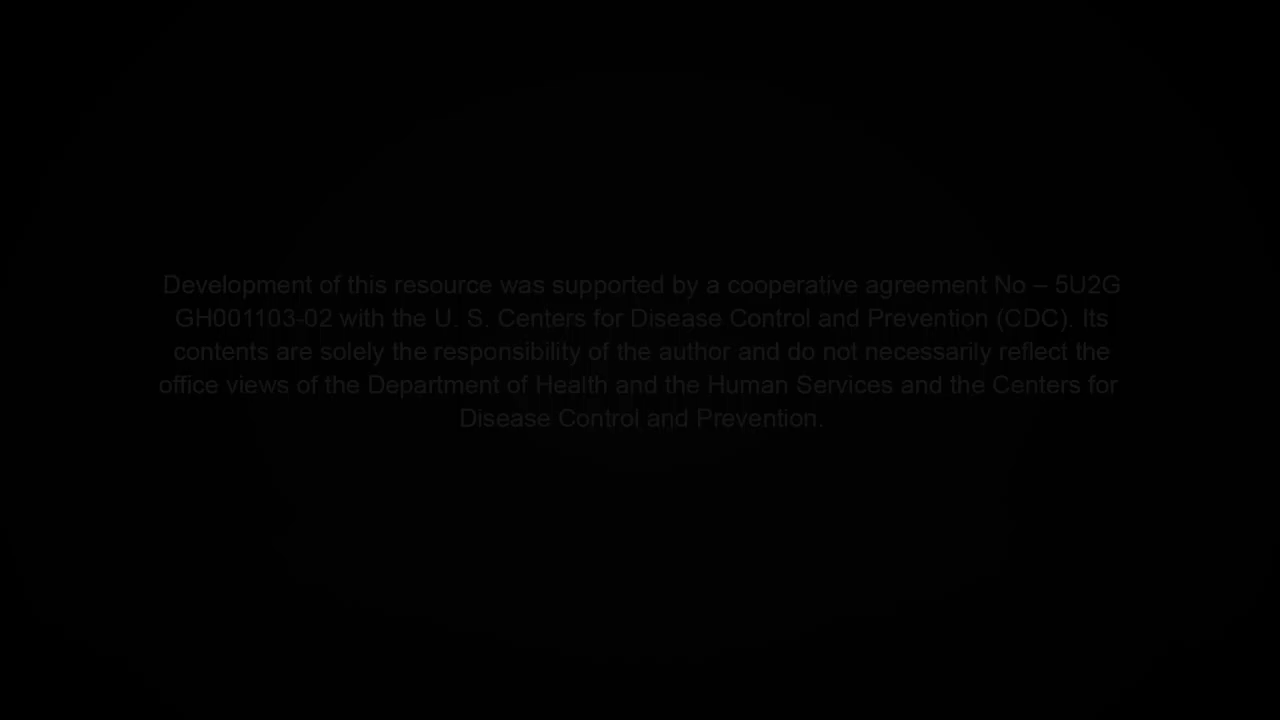 Development of this resource was supported by a cooperative agreement No – 5U2G
GH001103-02 with the U. S. Centers for Disease Control and Prevention (CDC). Its
contents are solely the responsibility of the author and do not necessarily reflect the
office views of the Department of Health and the Human Services and the Centers for
Disease Control and Prevention.